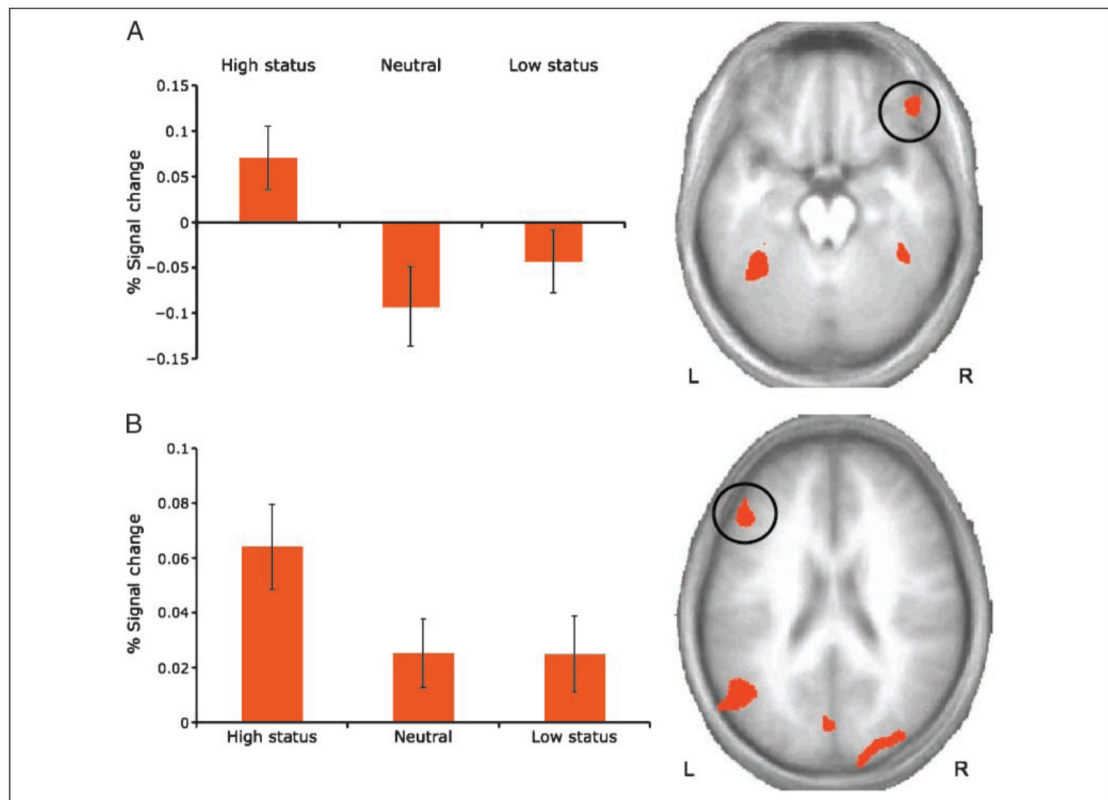 A
High status Neutral Low status
0.15
0.1
0.05
0
−0.05
−0.1
−0.15
% Signal change
L R
B
0.1
0.08
0.06
0.04
0.02
0
% Signal change
High status Neutral Low status
L R